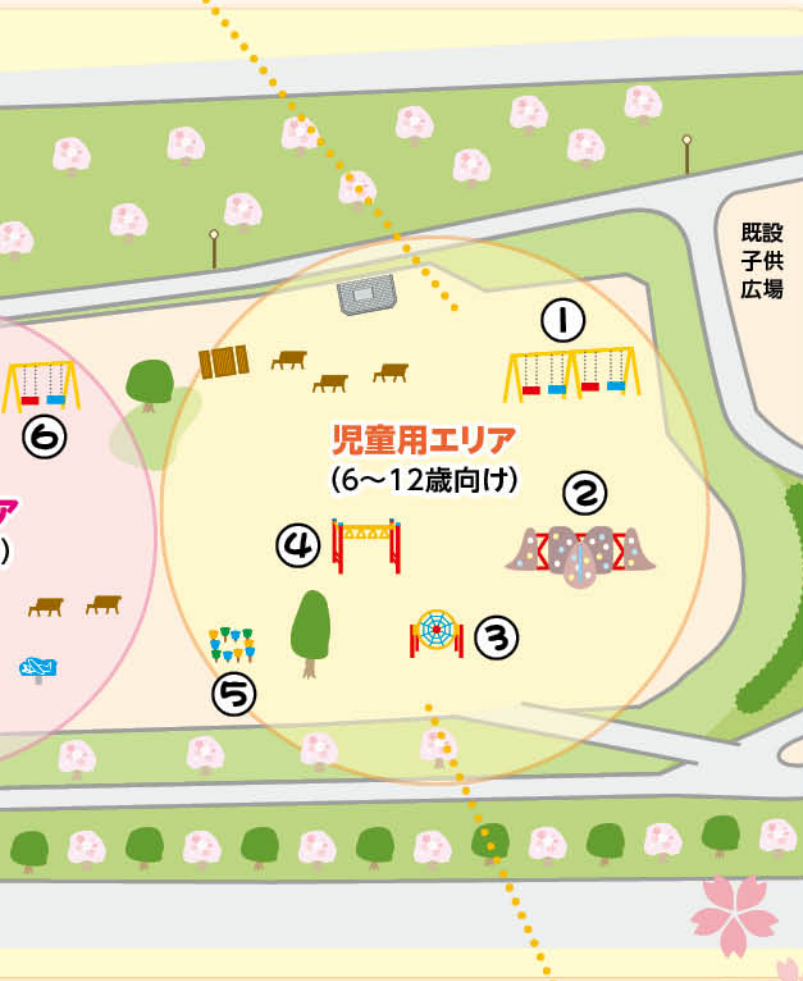 既設
子供
広場
①
⑥
児童用エリア
(6～12歳向け)
②
ア
)
④
③
⑤